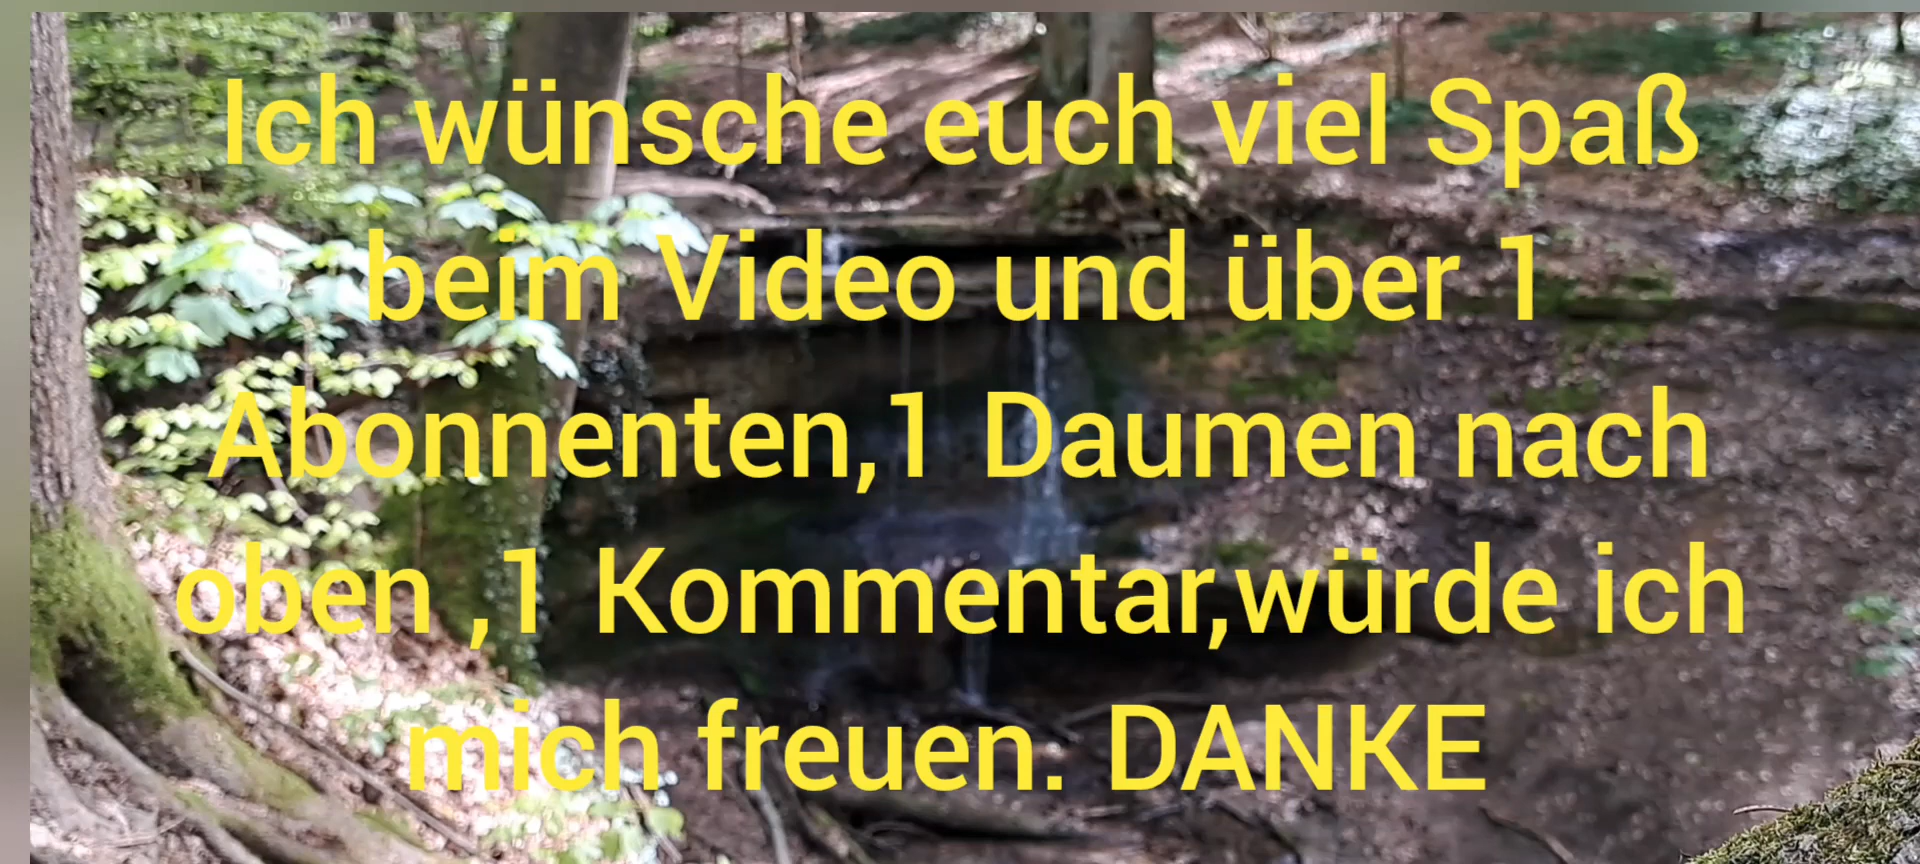 Ich wünsche euch viel Spaß
beim Video und über 1
Abonnenten,1 Daumen nach
oben ,1 Kommentar,würde ich
mich freuen. DANKE